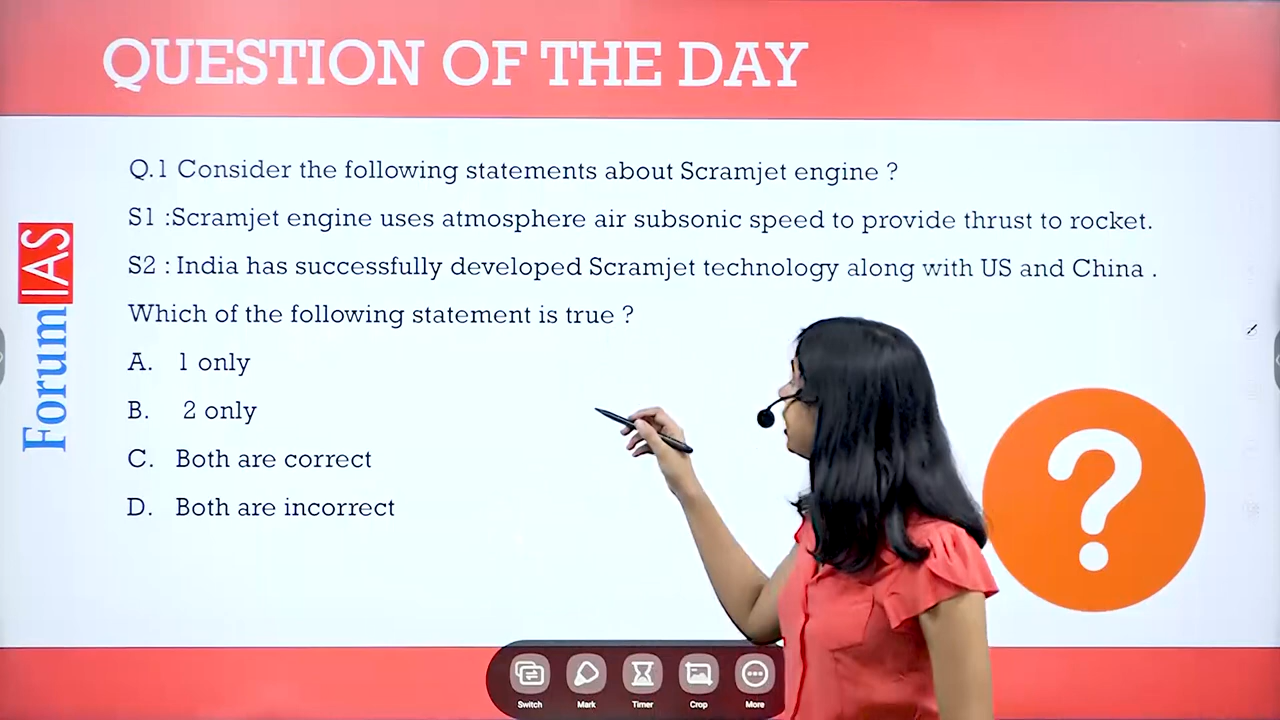 QUESTION OF THE DAY
Q.1 Consider the following statements about Scramjet engine ?
S1 :Scramjet engine uses atmosphere air subsonic speed to provide thrust to rocket.
S2 : India has successfully developed Scramjet technology along with US and China .
Which of the following statement is true ?
A. 1 only
B. 2 only
C. Both are correct
D. Both are incorrect
Forum IAS
?
Switch Mark Timer Crop More